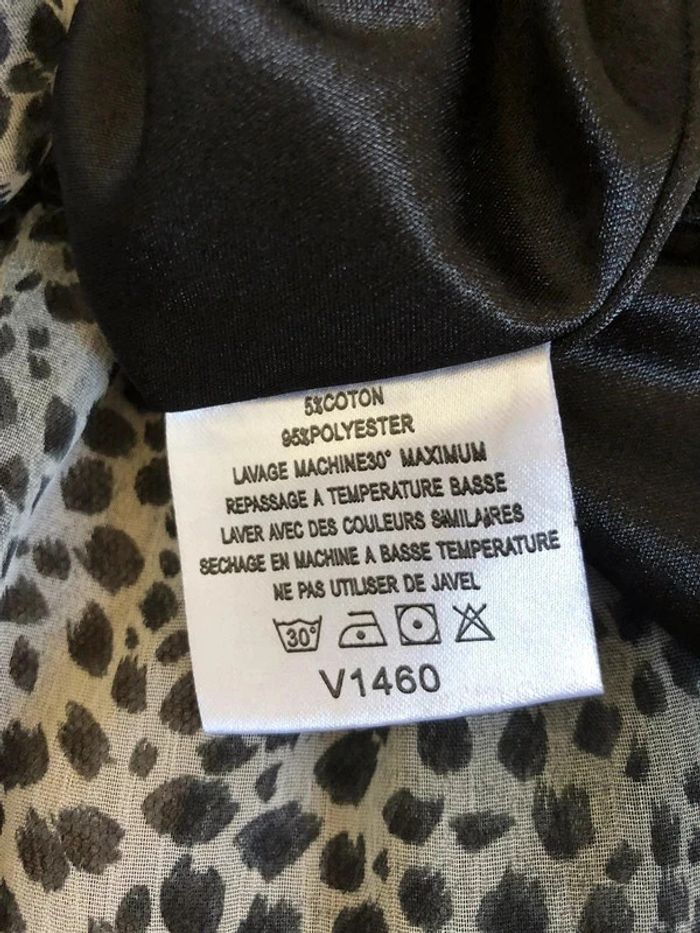 5%COTON
95%POLYESTER
LAVAGE MACHINE30° MAXIMUM
REPASSAGE A TEMPERATURE BASSE
LAVER AVEC DES COULEURS SIMILAIRES
SECHAGE EN MACHINE A BASSE TEMPERATURE
NE PAS UTILISER DE JAVEL
30°
V1460